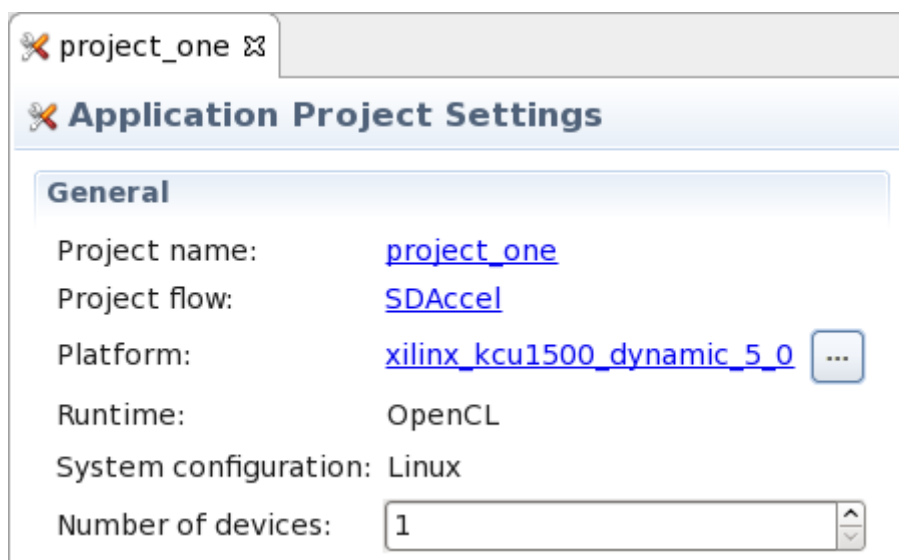 project_one
Application Project Settings
General
Project name: project_one
Project flow: SDAccel
Platform: xilinx_kcu1500_dynamic_5_0 ...
Runtime: OpenCL
System configuration: Linux
Number of devices: 1